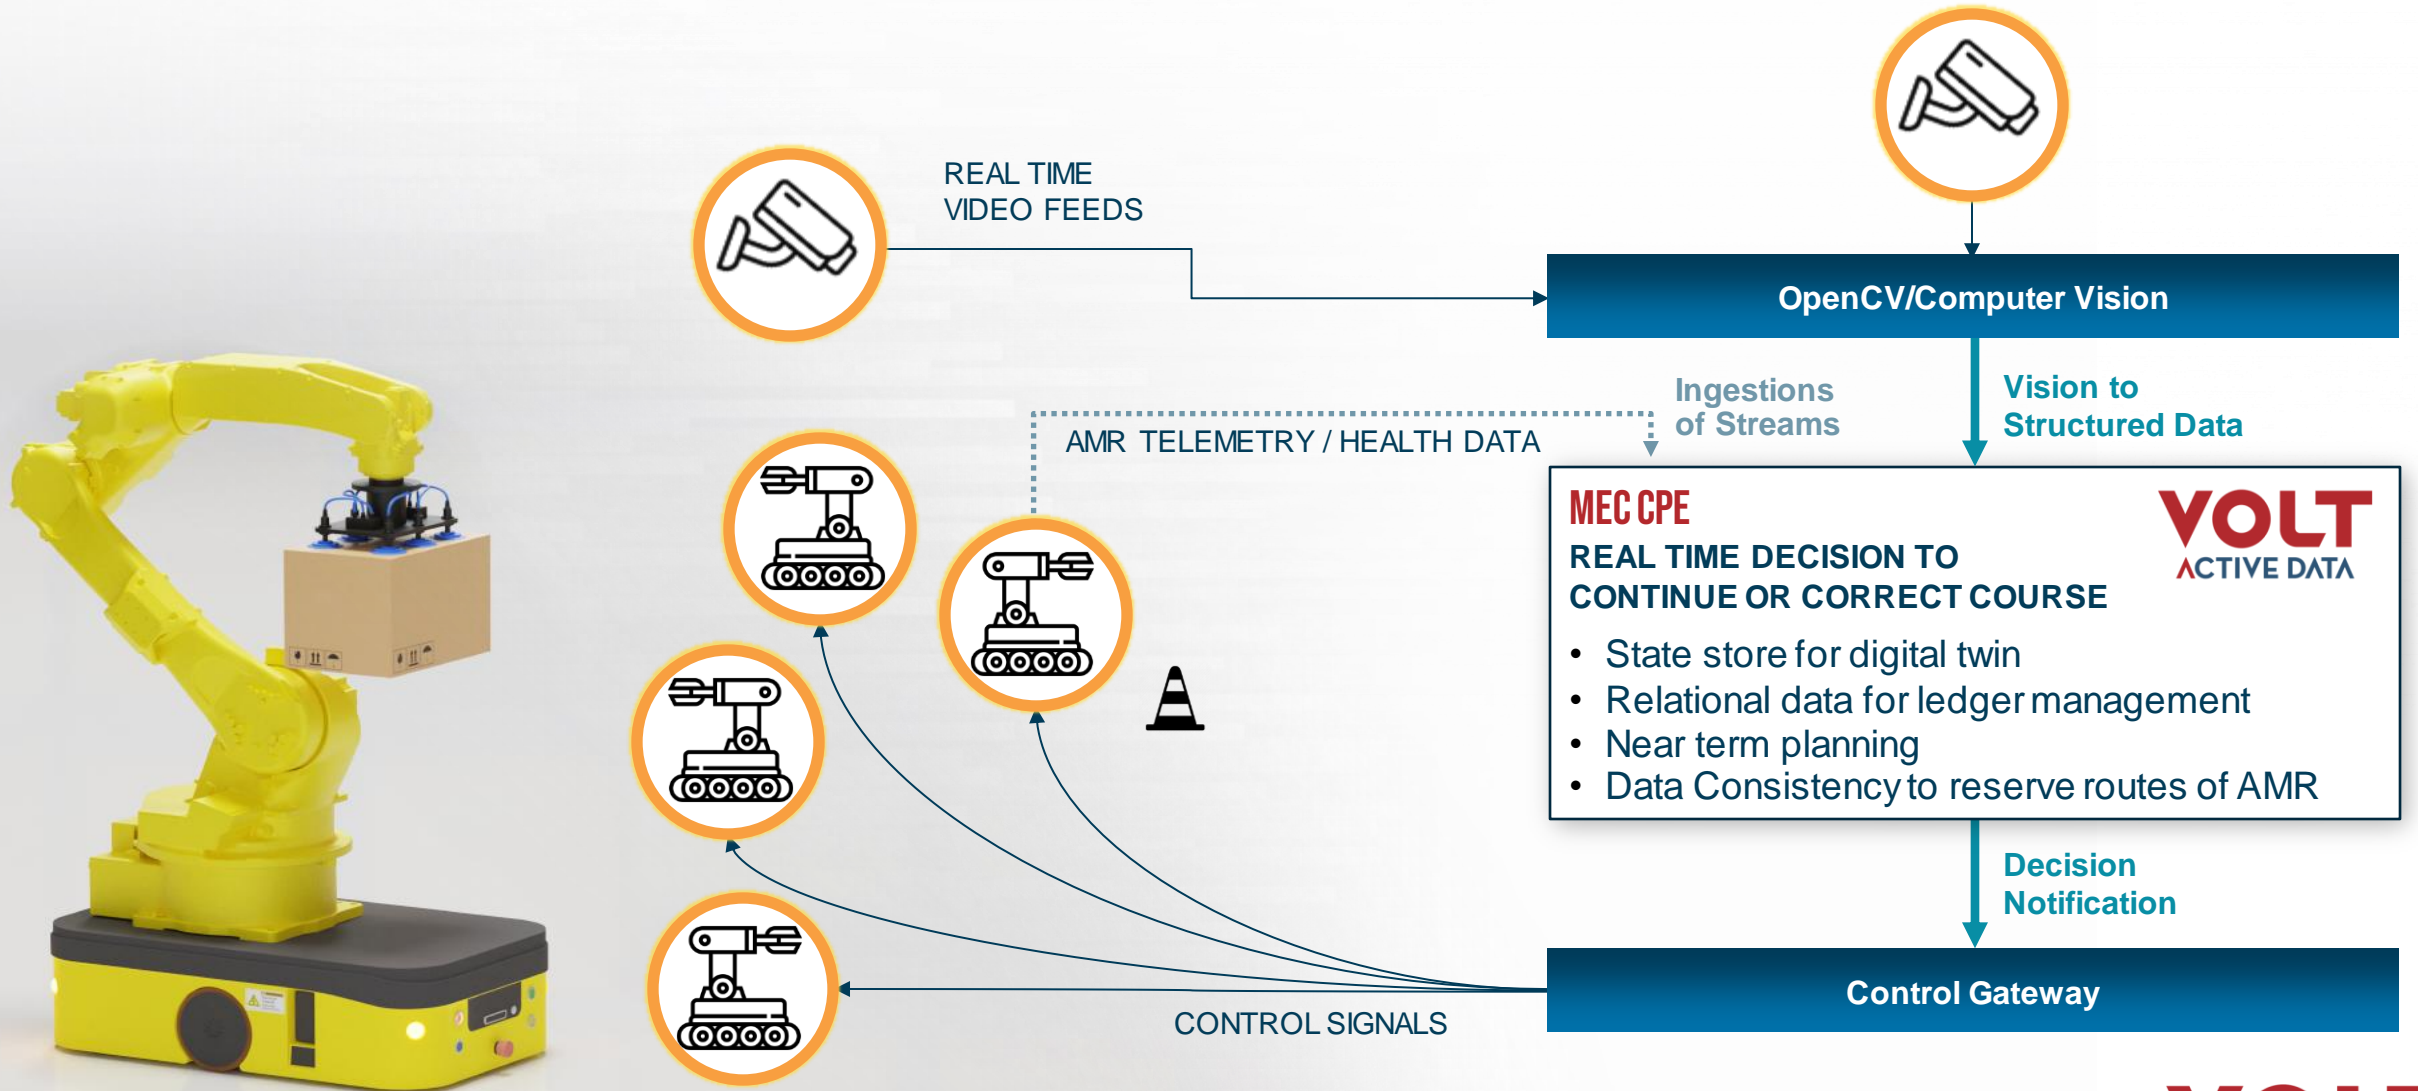 REAL TIME
VIDEO FEEDS
OpenCV/Computer Vision
Ingestions
of Streams
Vision to
Structured Data
AMR TELEMETRY / HEALTH DATA
MEC CPE
VOLT
ACTIVE DATA
REAL TIME DECISION TO
CONTINUE OR CORRECT COURSE
• State store for digital twin
• Relational data for ledger management
• Near term planning
• Data Consistency to reserve routes of AMR
Decision
Notification
Control Gateway
CONTROL SIGNALS